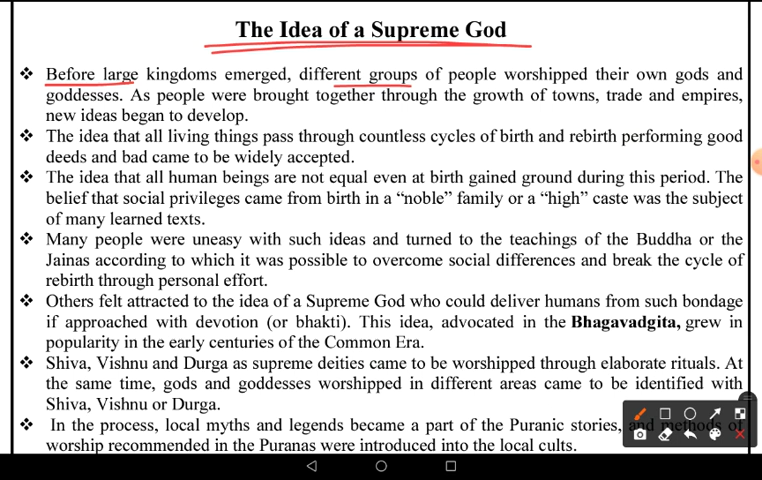 The Idea of a Supreme God
❖ Before large kingdoms emerged, different groups of people worshipped their own gods and
goddesses. As people were brought together through the growth of towns, trade and empires,
new ideas began to develop.
❖ The idea that all living things pass through countless cycles of birth and rebirth performing good
deeds and bad came to be widely accepted.
❖ The idea that all human beings are not equal even at birth gained ground during this period. The
belief that social privileges came from birth in a “noble” family or a “high” caste was the subject
of many learned texts.
❖ Many people were uneasy with such ideas and turned to the teachings of the Buddha or the
Jainas according to which it was possible to overcome social differences and break the cycle of
rebirth through personal effort.
❖ Others felt attracted to the idea of a Supreme God who could deliver humans from such bondage
if approached with devotion (or bhakti). This idea, advocated in the Bhagavadgita, grew in
popularity in the early centuries of the Common Era.
❖ Shiva, Vishnu and Durga as supreme deities came to be worshipped through elaborate rituals. At
the same time, gods and goddesses worshipped in different areas came to be identified with
Shiva, Vishnu or Durga.
❖ In the process, local myths and legends became a part of the Puranic stories, and methods of
worship recommended in the Puranas were introduced into the local cults.